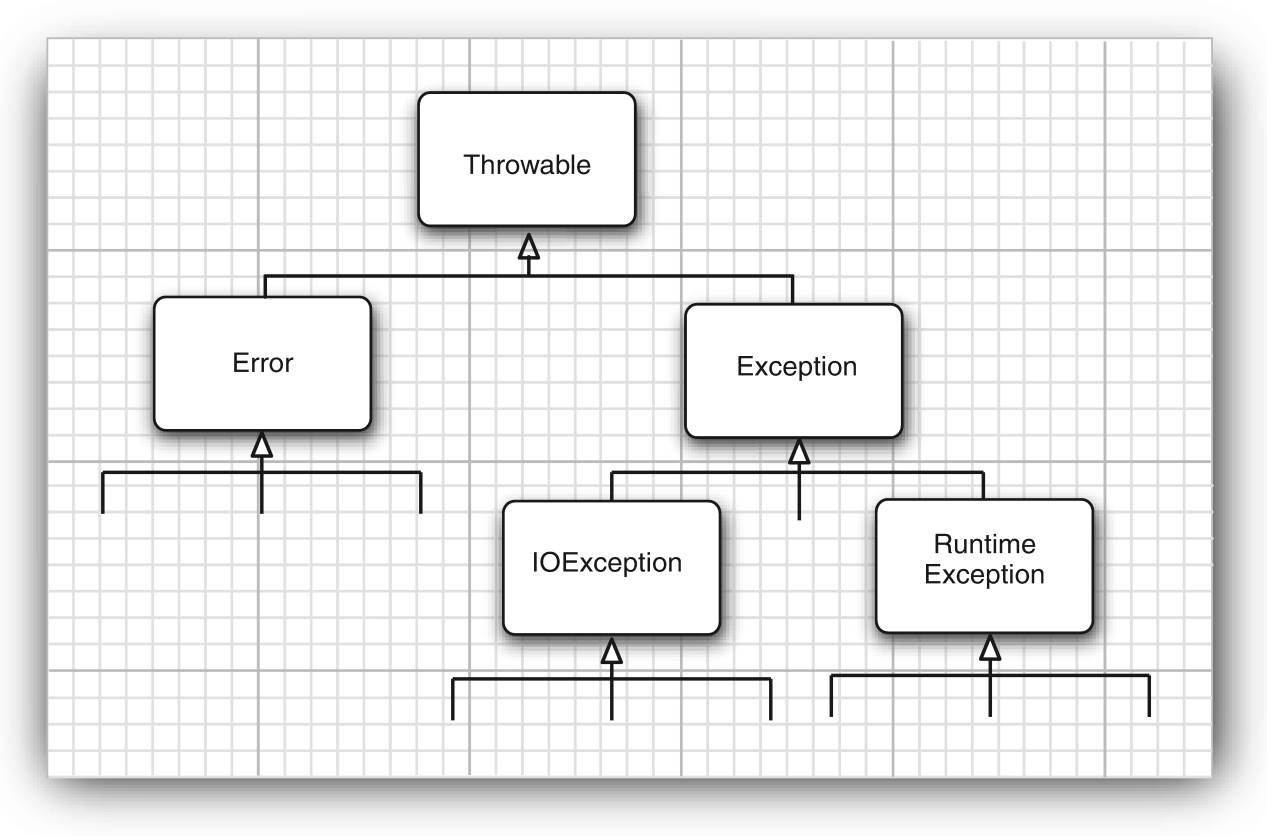 Throwable
Error
Exception
IOException
Runtime
Exception